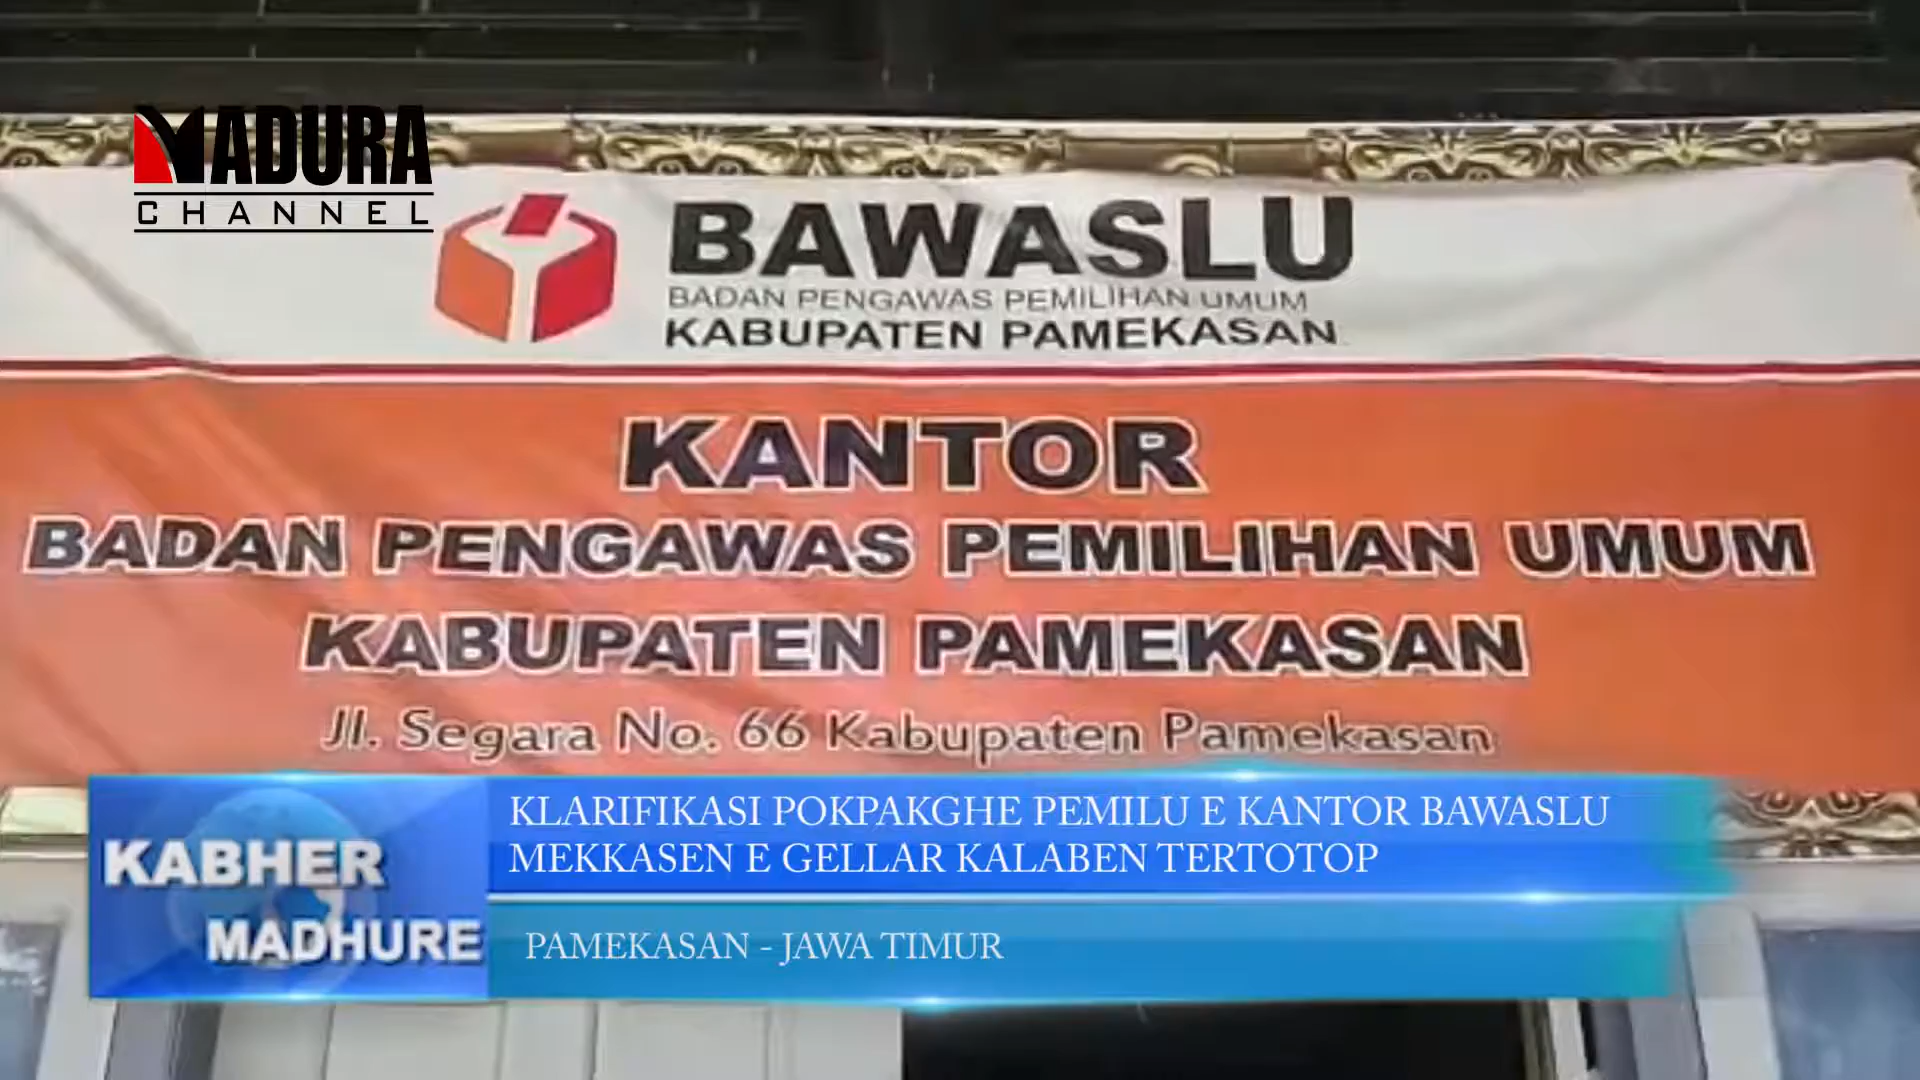 MADURA
CHANNEL
BAWASLU
BADAN PENGAWAS PEMILIHAN UMUM
KABUPATEN PAMEKASAN
KANTOR
BADAN PENGAWAS PEMILIHAN UMUM
KABUPATEN PAMEKASAN
Jl. Segara No. 66 Kabupaten Pamekasan
KABHER
MADHURE
KLARIFIKASI POKPAKGHE PEMILU E KANTOR BAWASLU
MEKKASEN E GELLAR KALABEN TERTOTOP
PAMEKASAN - JAWA TIMUR